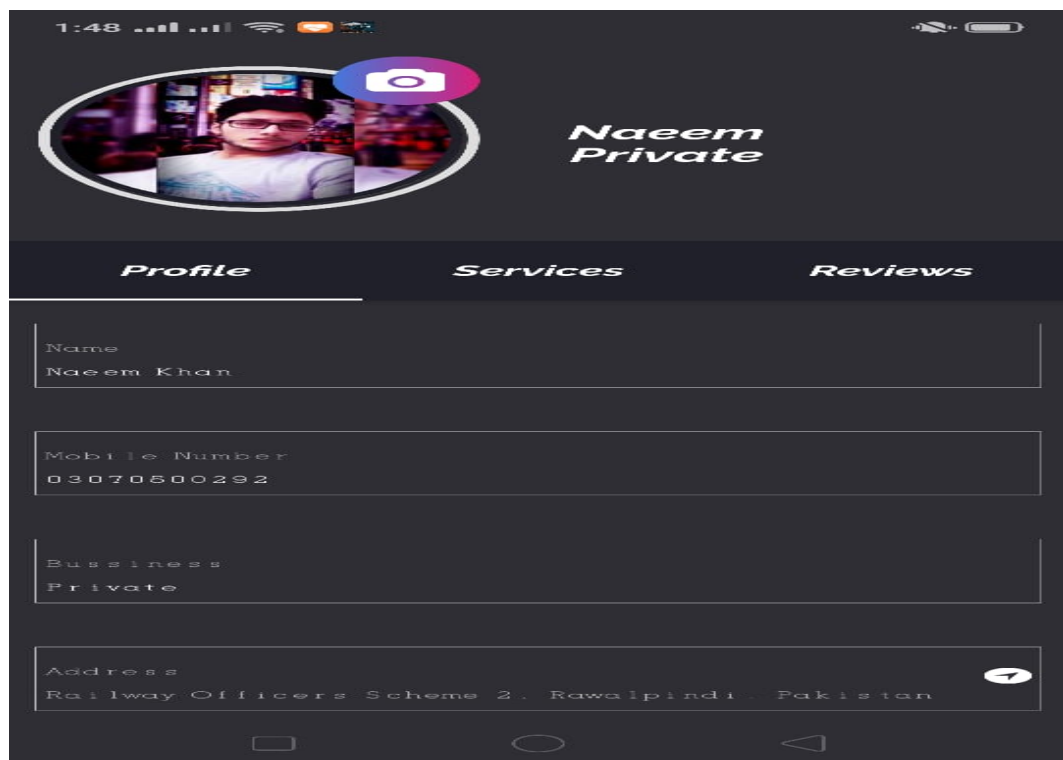 1:48
Naeem
Private
Profile Services Reviews
Name
Naeem Khan
Mobile Number
03070500292
Bussiness
Private
Address
Railway Officers Scheme 2, Rawalpindi, Pakistan